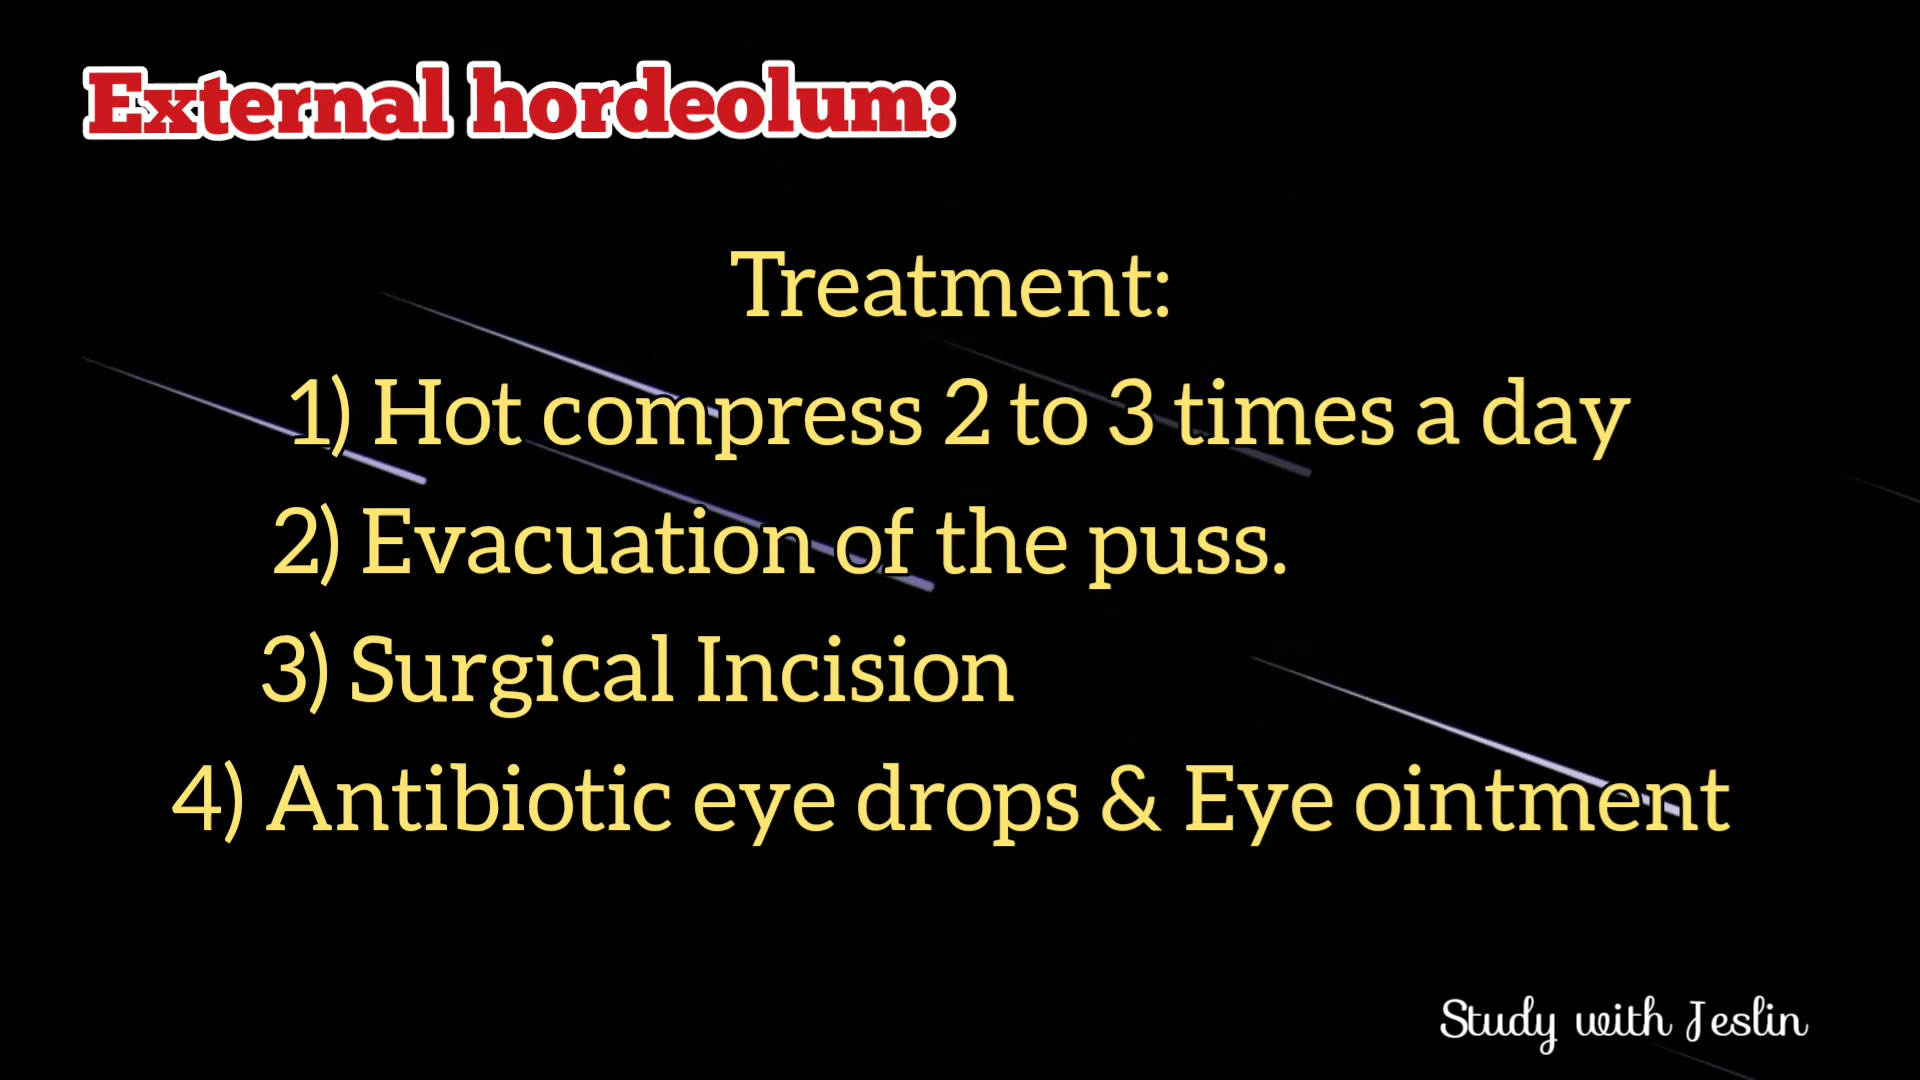 External hordeolum:
Treatment:
1) Hot compress 2 to 3 times a day
2) Evacuation of the puss.
3) Surgical Incision
4) Antibiotic eye drops & Eye ointment
Study with Jeslin